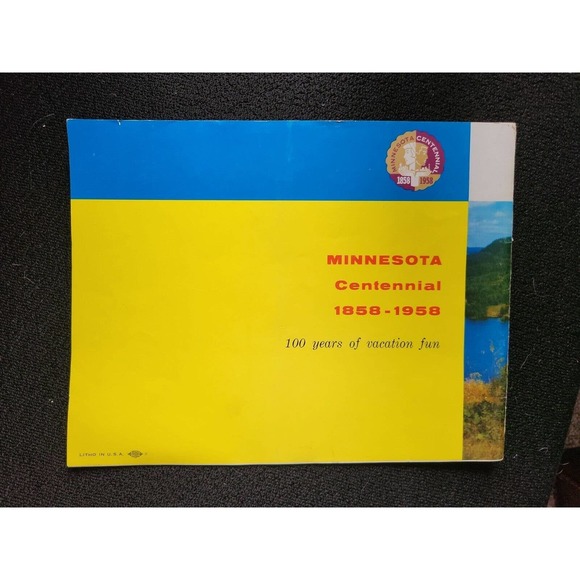 MINNESOTA CENTENNIAL
1858 1958
MINNESOTA
Centennial
1858-1958
100 years of vacation fun
LITHO IN U.S.A.